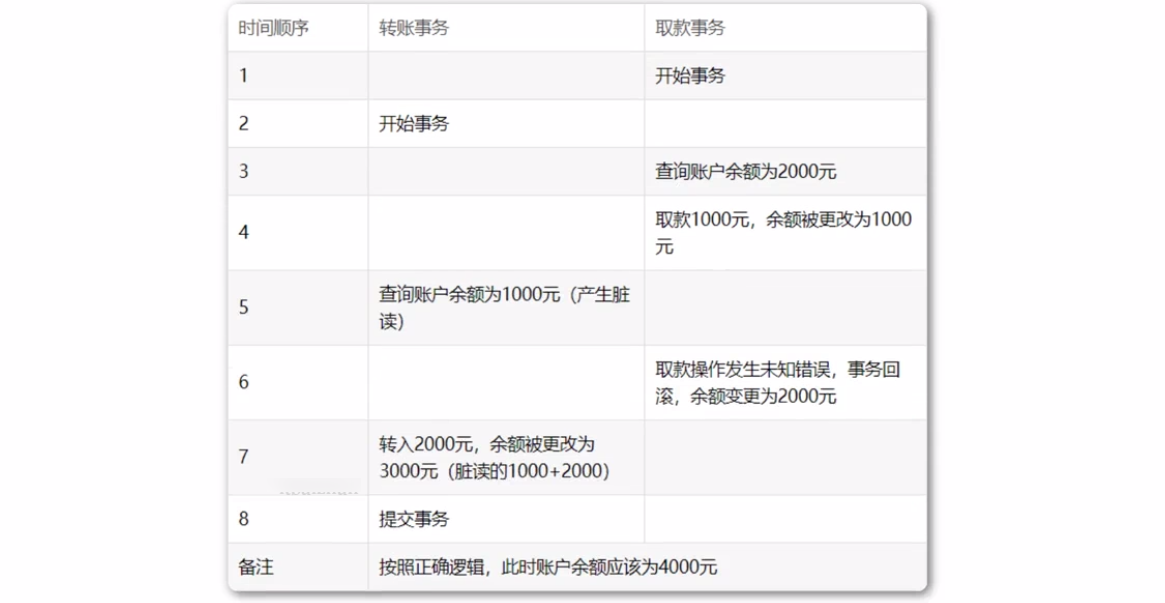 时间顺序 转账事务 取款事务
1 开始事务
2 开始事务
3 查询账户余额为2000元
4 取款1000元，余额被更改为1000
元
5 查询账户余额为1000元（产生脏
读）
6 取款操作发生未知错误，事务回
滚，余额变更为2000元
7 转入2000元，余额被更改为
3000元（脏读的1000+2000）
8 提交事务
备注 按照正确逻辑，此时账户余额应该为4000元